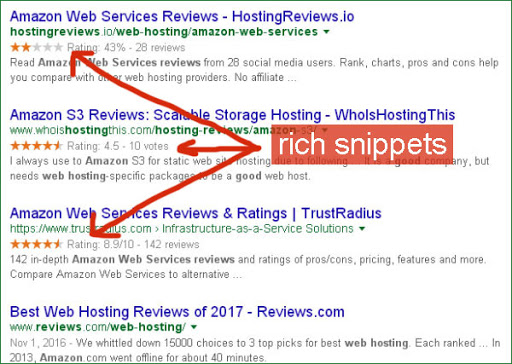 Amazon Web Services Reviews - HostingReviews.io
hostingreviews.io/web-hosting/amazon-web-services
Rating: 43% - 28 reviews
Read Amazon Web Services reviews from 28 social media users. Rank, charts, pros and cons help
you compare with other web hosting providers. No affiliate ...
Amazon S3 Reviews: Scalable Storage Hosting - WhoIsHostingThis
www.whoishostingthis.com/hosting-reviews/amazon-s3/
Rating: 4.5 - 10 votes
rich snippets
I always use to Amazon S3 for static web site hosting due to following ... It is a good company, but
needs web hosting-specific packages to be a good web host.
Amazon Web Services Reviews & Ratings | TrustRadius
https://www.trustradius.com › Infrastructure-as-a-Service Solutions
Rating: 8.9/10 - 142 reviews
142 in-depth Amazon Web Services reviews and ratings of pros/cons, pricing, features and more.
Compare Amazon Web Services to alternative ...
Best Web Hosting Reviews of 2017 - Reviews.com
www.reviews.com/web-hosting/
Nov 1, 2016 - We whittled down 15000 choices to 3 top picks for best web hosting. Each ranked ... In
2013, Amazon.com went offline for about 40 minutes.